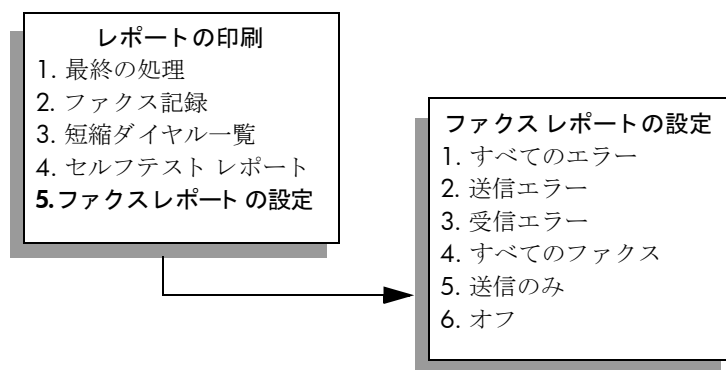 レポートの印刷
1. 最終の処理
2. ファクス記録
3. 短縮ダイヤル一覧
4. セルフテスト レポート
5.ファクスレポート の設定
ファクス レポートの設定
1. すべてのエラー
2. 送信エラー
3. 受信エラー
4. すべてのファクス
5. 送信のみ
6. オフ